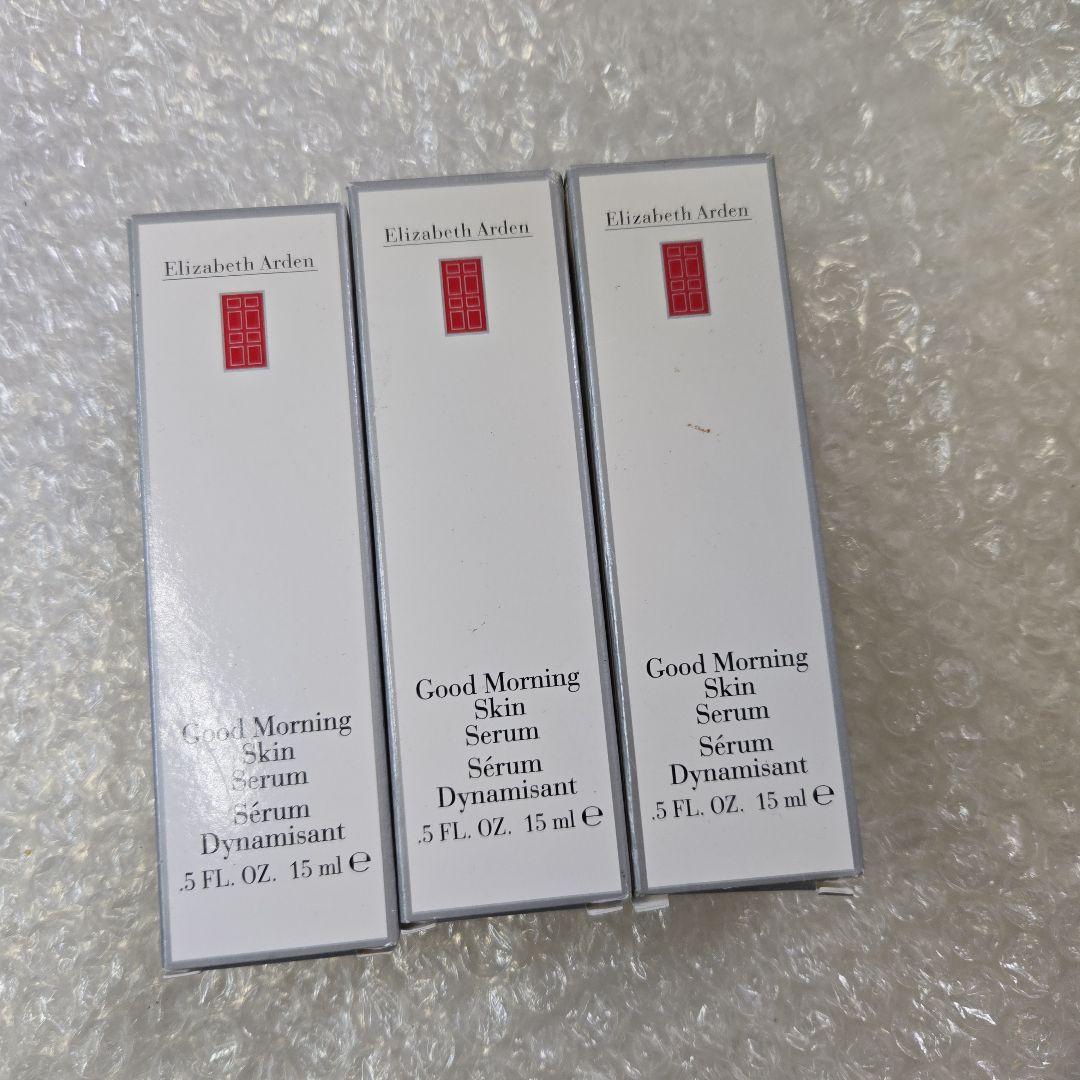 Elizabeth Arden
Good Morning
Skin
Serum
Sérum
Dynamisant
.5 FL. OZ. 15 ml ℮
Elizabeth Arden
Good Morning
Skin
Serum
Sérum
Dynamisant
.5 FL. OZ. 15 ml ℮
Elizabeth Arden
Good Morning
Skin
Serum
Sérum
Dynamisant
.5 FL. OZ. 15 ml ℮